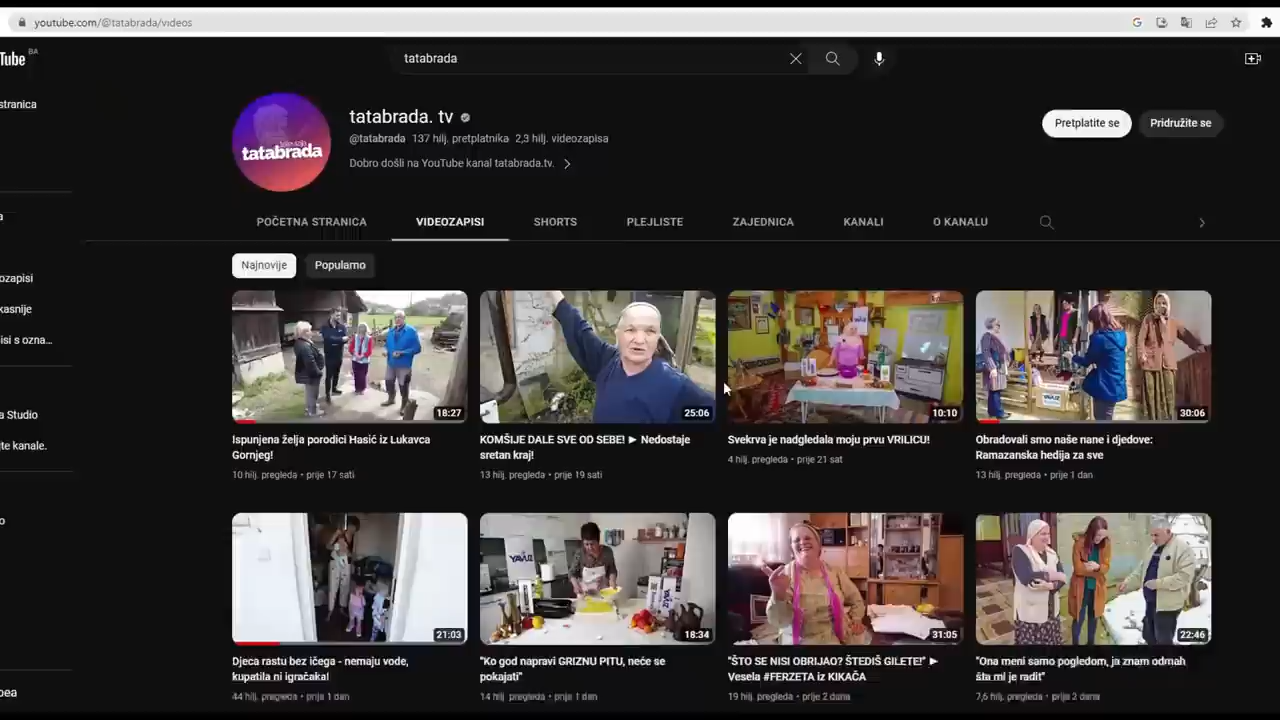 youtube.com/@tatabrada/videos
Tube BA
tatabrada
stranica
tatabrada
tatabrada. tv
@tatabrada 137 hilj. pretplatnika 2,3 hilj. videozapisa
Dobro došli na YouTube kanal tatabrada.tv.
Pretplatite se
Pridružite se
POČETNA STRANICA
VIDEOZAPISI
SHORTS
PLEJLISTE
ZAJEDNICA
KANALI
O KANALU
a
ozapisi
kasnije
isi s ozna...
a Studio
jte kanale.
o
pea
Najnovije
Popularno
18:27
25:06
10:10
30:06
Ispunjena želja porodici Hasić iz Lukavca
Gornjeg!
10 hilj. pregleda • prije 17 sati
KOMŠIJE DALE SVE OD SEBE! ► Nedostaje
sretan kraj!
13 hilj. pregleda • prije 19 sati
Svekrva je nadgledala moju prvu VRILICU!
4 hilj. pregleda • prije 21 sat
Obradovali smo naše nane i djedove:
Ramazanska hedija za sve
13 hilj. pregleda • prije 1 dan
YAVUZ
21:03
18:34
31:05
22:46
Djeca rastu bez ičega - nemaju vode,
kupatila ni igračaka!
44 hilj. pregleda • prije 1 dan
"Ko god napravi GRIZNU PITU, neće se
pokajati"
14 hilj. pregleda • prije 1 dan
"ŠTO SE NISI OBRIJAO? ŠTEDIŠ GILETE!" ►
Vesela #FERZETA iz KIKAČA
19 hilj. pregleda • prije 2 dana
"Ona meni samo pogledom, ja znam odmah
šta mi je radit"
7,6 hilj. pregleda • prije 2 dana